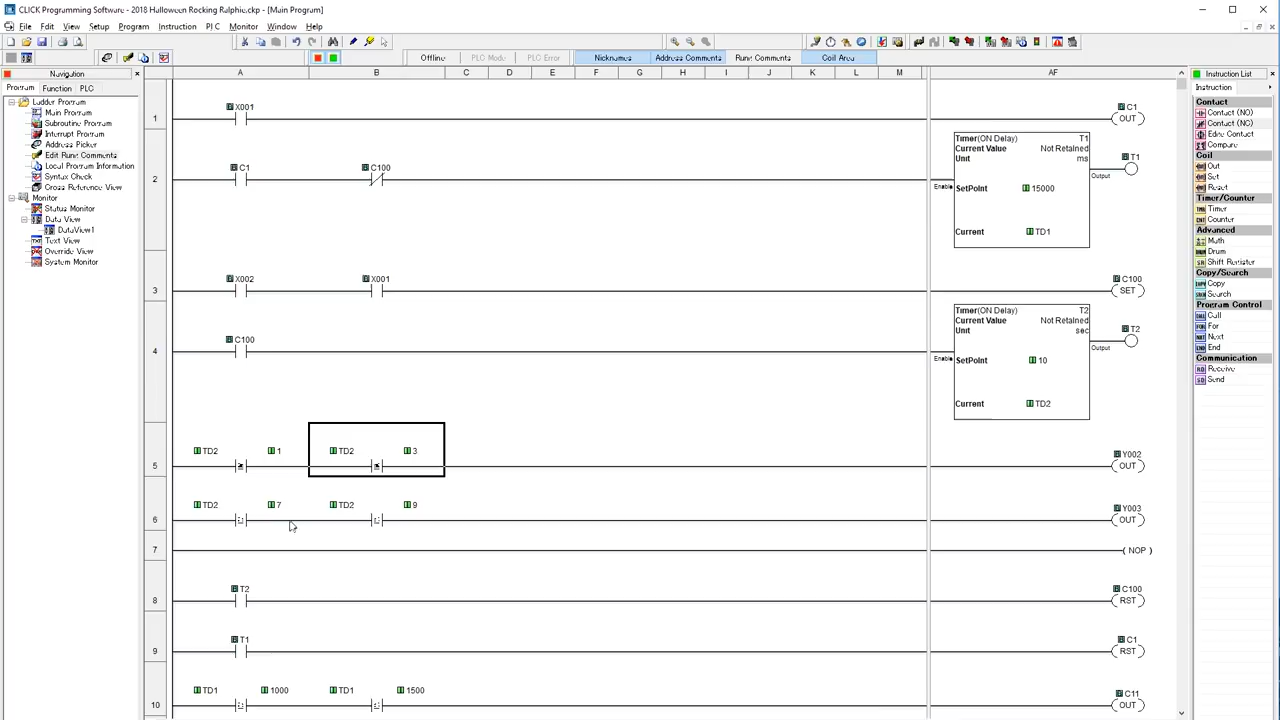 CLICK Programming Software - 2018 Halloween Rocking Ralphie.ckp - [Main Program]
File Edit View Setup Program Instruction PLC Monitor Window Help
Offline PLC Mode PLC Error Nicknames Address Comments Rung Comments Coil Area
Navigation
Program Function PLC
Ladder Program
Main Program
Subroutine Program
Interrupt Program
Address Picker
Edit Rung Comments
Local Program Information
Syntax Check
Cross Reference View
Monitor
Status Monitor
Data View
DataView1
Text View
Override View
System Monitor
A B C D E F G H I J K L M AF
1 X001 C1
OUT
2 C1 C100
Timer(ON Delay) T1
Current Value Not Retained
Unit ms
T1
Enable Output
SetPoint 15000
Current TD1
3 X002 X001 C100
SET
4 C100
Timer(ON Delay) T2
Current Value Not Retained
Unit sec
T2
Enable Output
SetPoint 10
Current TD2
5 TD2 1 TD2 3 Y002
OUT
6 TD2 7 TD2 9 Y003
OUT
7 NOP
8 T2 C100
RST
9 T1 C1
RST
10 TD1 1000 TD1 1500 C11
OUT
Instruction List
Instruction
Contact
Contact (NO)
Contact (NC)
Edge Contact
Compare
Coil
Out
Set
Reset
Timer/Counter
Timer
Counter
Advanced
Math
Drum
Shift Register
Copy/Search
Copy
Search
Program Control
Call
For
Next
End
Communication
Receive
Send